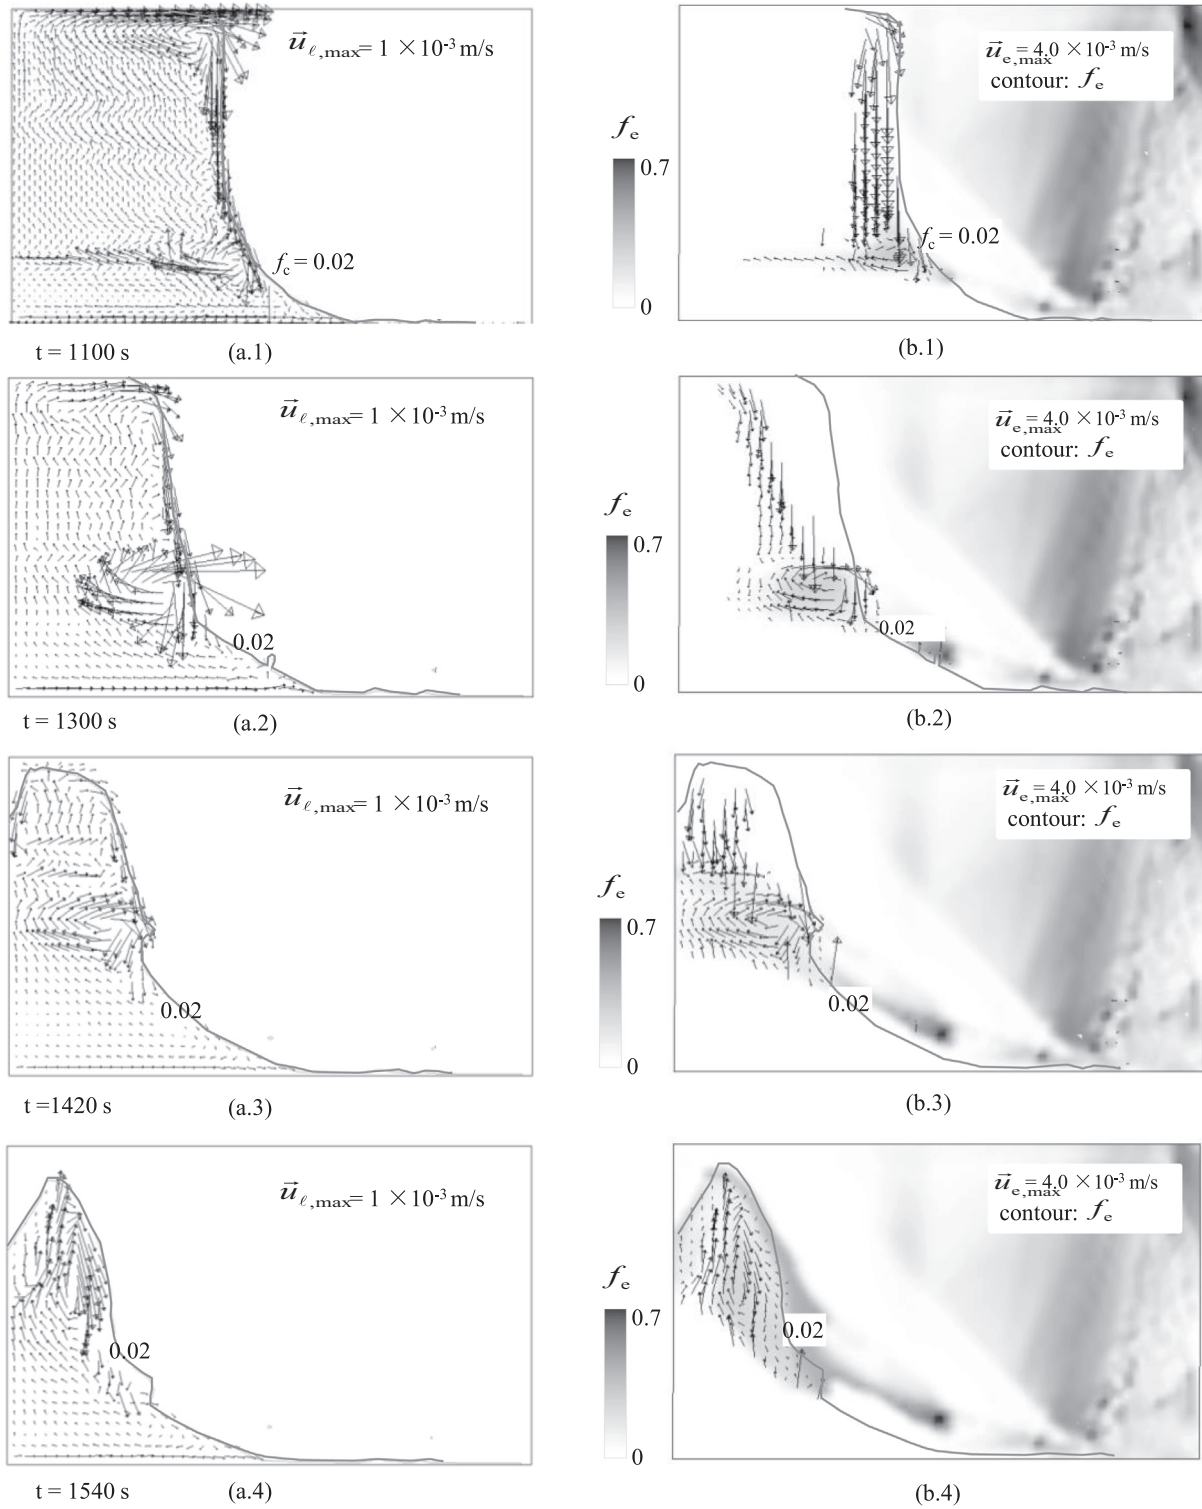 u⃗ℓ,max= 1 ×10-3 m/s
fc = 0.02
t = 1100 s (a.1)
u⃗e,max= 4.0 ×10-3 m/s
contour: fe
fe
0.7
0
fc = 0.02
(b.1)
u⃗ℓ,max= 1 ×10-3 m/s
0.02
t = 1300 s (a.2)
u⃗e,max= 4.0 ×10-3 m/s
contour: fe
fe
0.7
0
0.02
(b.2)
u⃗ℓ,max= 1 ×10-3 m/s
0.02
t =1420 s (a.3)
u⃗e,max= 4.0 ×10-3 m/s
contour: fe
fe
0.7
0
0.02
(b.3)
u⃗ℓ,max= 1 ×10-3 m/s
0.02
t = 1540 s (a.4)
u⃗e,max= 4.0 ×10-3 m/s
contour: fe
fe
0.7
0
0.02
(b.4)